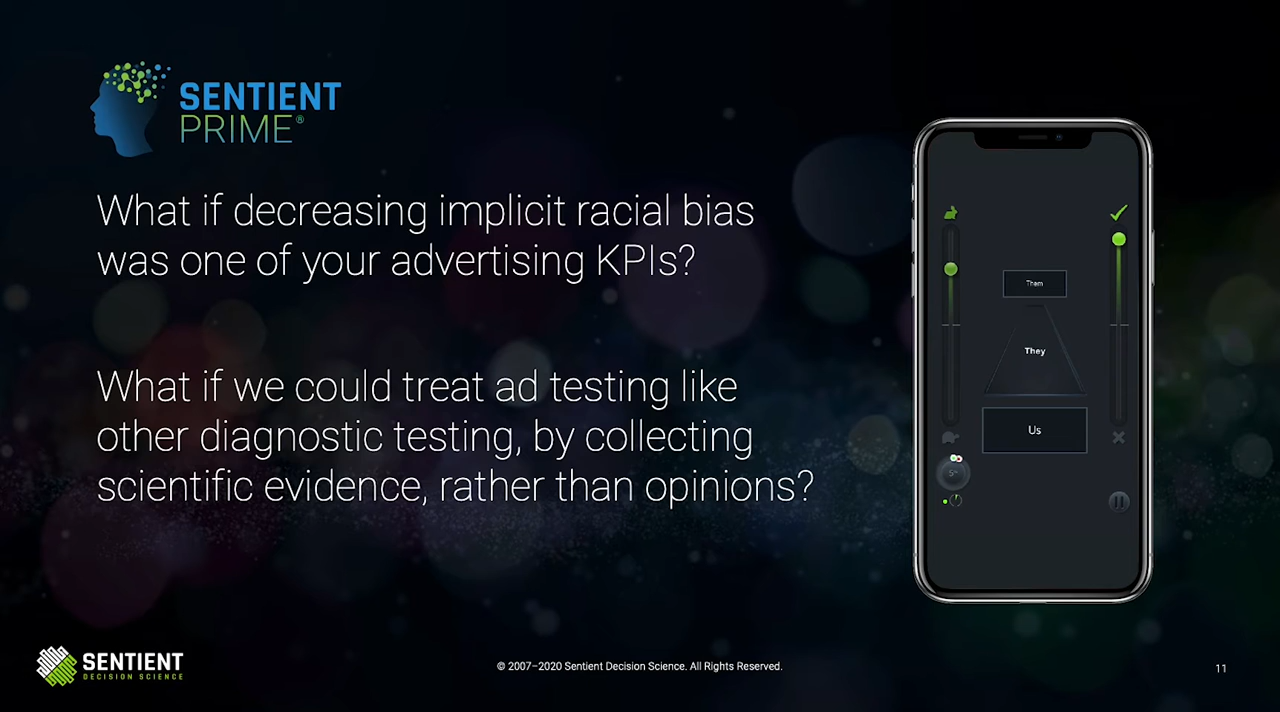 SENTIENT
PRIME®
What if decreasing implicit racial bias
was one of your advertising KPIs?
What if we could treat ad testing like
other diagnostic testing, by collecting
scientific evidence, rather than opinions?
Them
They
Us
SENTIENT
DECISION SCIENCE
© 2007–2020 Sentient Decision Science. All Rights Reserved.
11